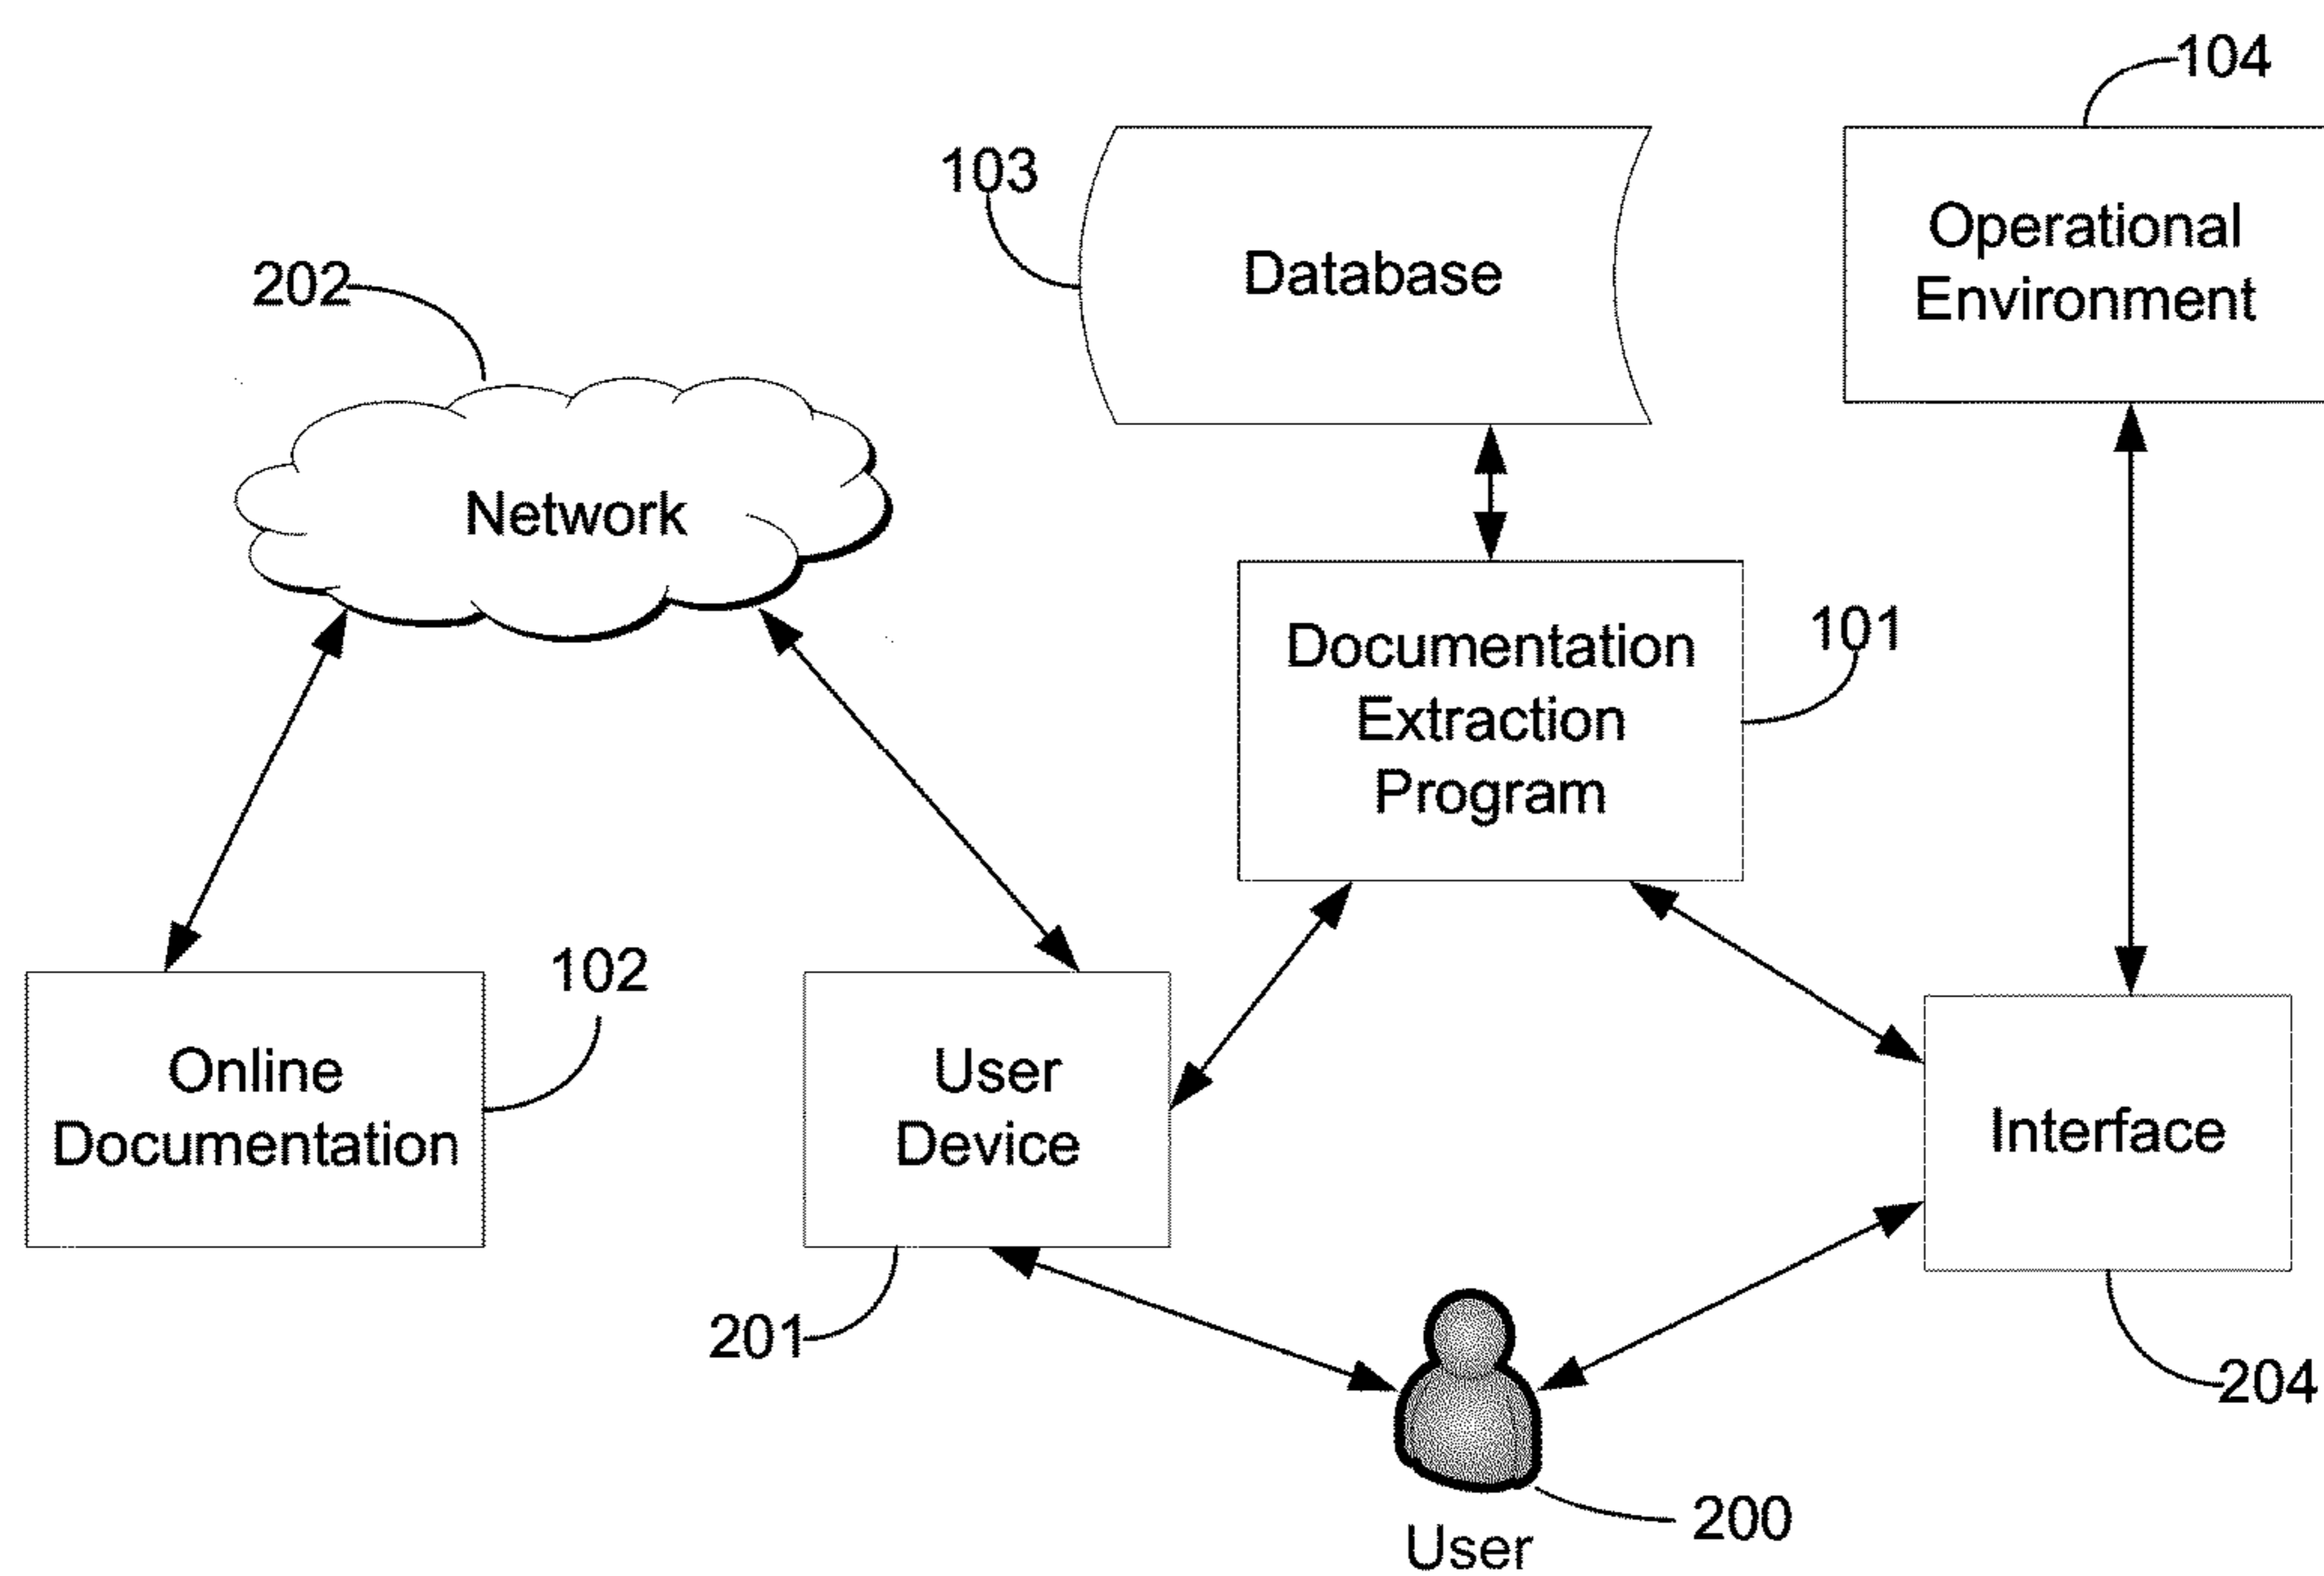 104
103
Operational
Environment
Database
202
Network
Documentation
Extraction
Program
101
102
Online
Documentation
User
Device
Interface
201
204
200
User